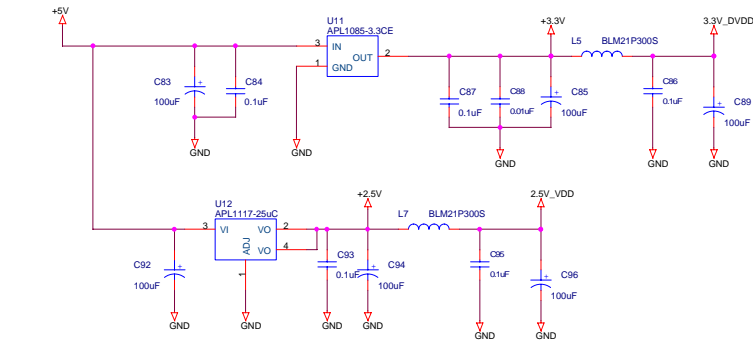 +5V
U11
APL1085-3.3CE
3
IN
OUT
2
1
GND
+3.3V
L5
BLM21P300S
3.3V_DVDD
C83
100uF
C84
0.1uF
C87
0.1uF
C88
0.01uF
C85
100uF
C86
0.1uF
C89
100uF
GND
GND
GND
GND
GND
U12
APL1117-25uC
3
VI
VO
2
VO
4
ADJ
1
+2.5V
L7
BLM21P300S
2.5V_VDD
C92
100uF
C93
0.1uF
C94
100uF
C95
0.1uF
C96
100uF
GND
GND
GND
GND
GND
GND